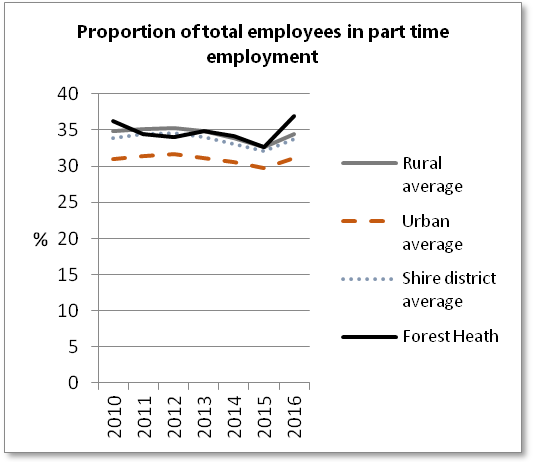 Proportion of total employees in part time
employment
40
35
30
25
20
15
10
5
0
%
2010
2011
2012
2013
2014
2015
2016
Rural
average
Urban
average
Shire district
average
Forest Heath